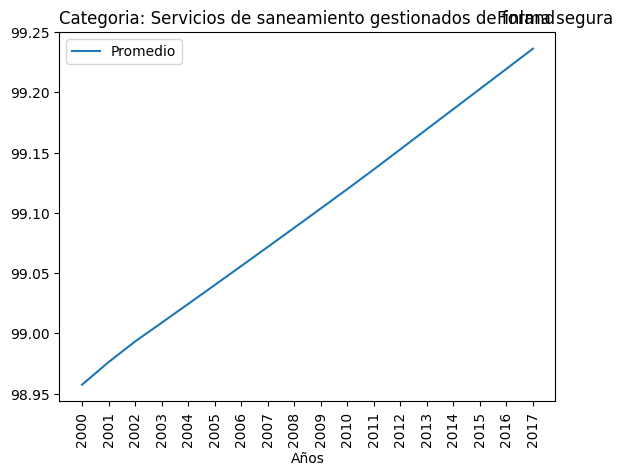 Categoria: Servicios de saneamiento gestionados de forma segura
Finland
Promedio
99.25
99.20
99.15
99.10
99.05
99.00
98.95
2000 2001 2002 2003 2004 2005 2006 2007 2008 2009 2010 2011 2012 2013 2014 2015 2016 2017
Años